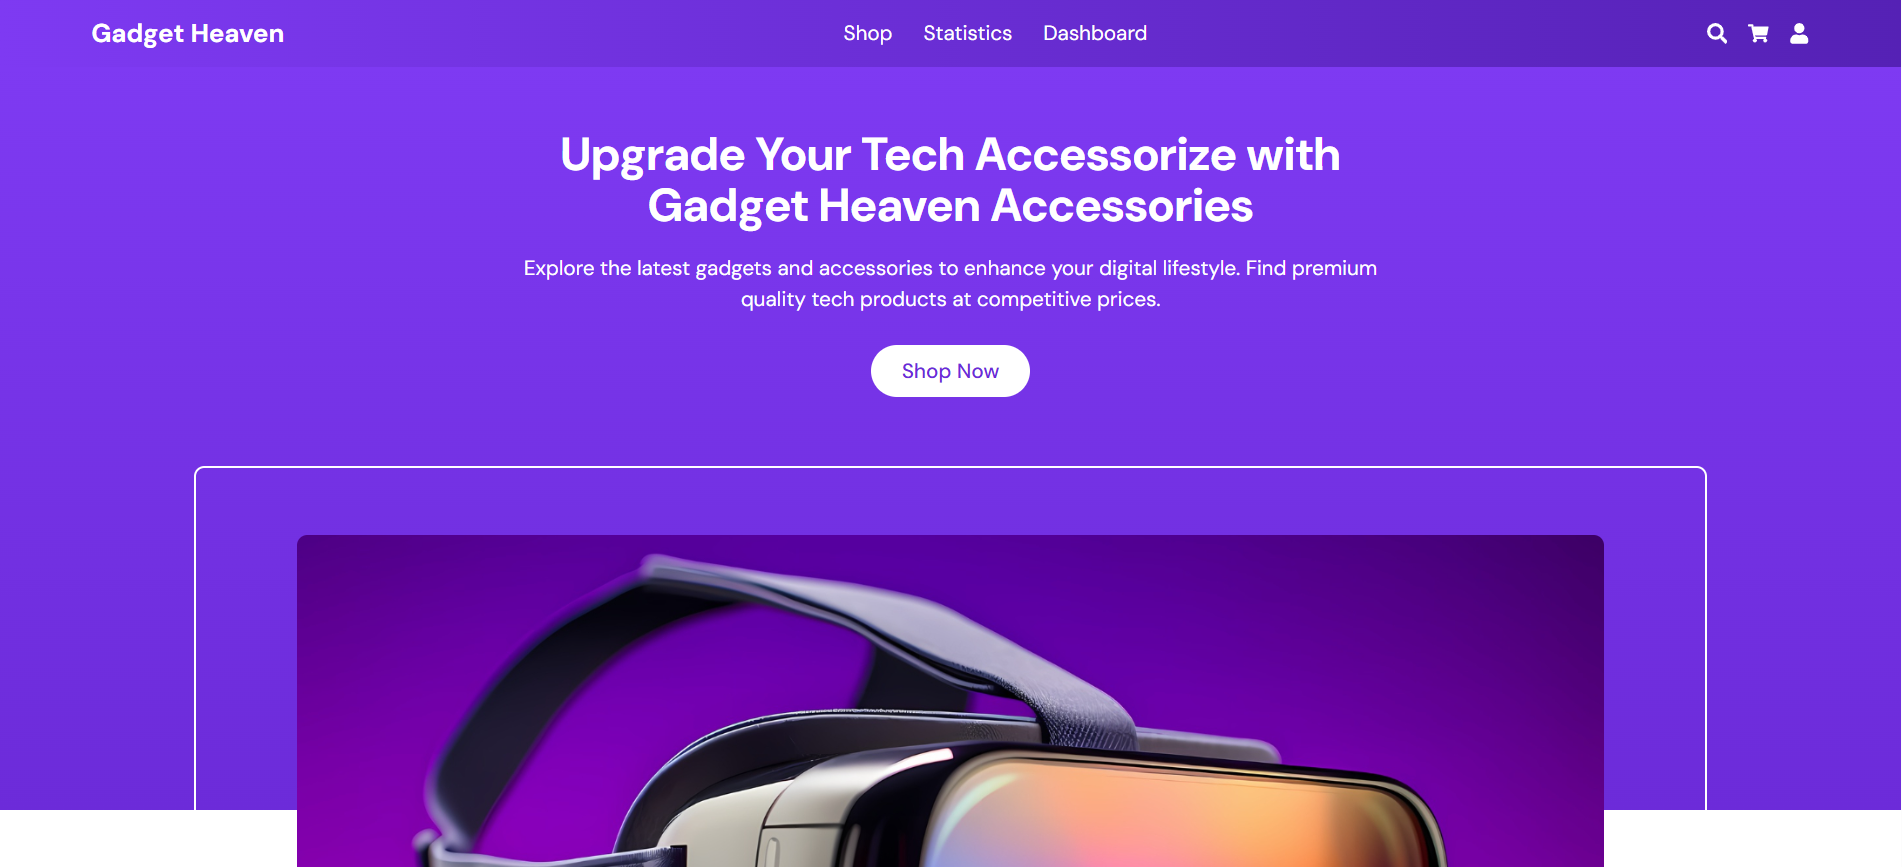 Gadget Heaven
Shop Statistics Dashboard
Upgrade Your Tech Accessorize with
Gadget Heaven Accessories
Explore the latest gadgets and accessories to enhance your digital lifestyle. Find premium
quality tech products at competitive prices.
Shop Now